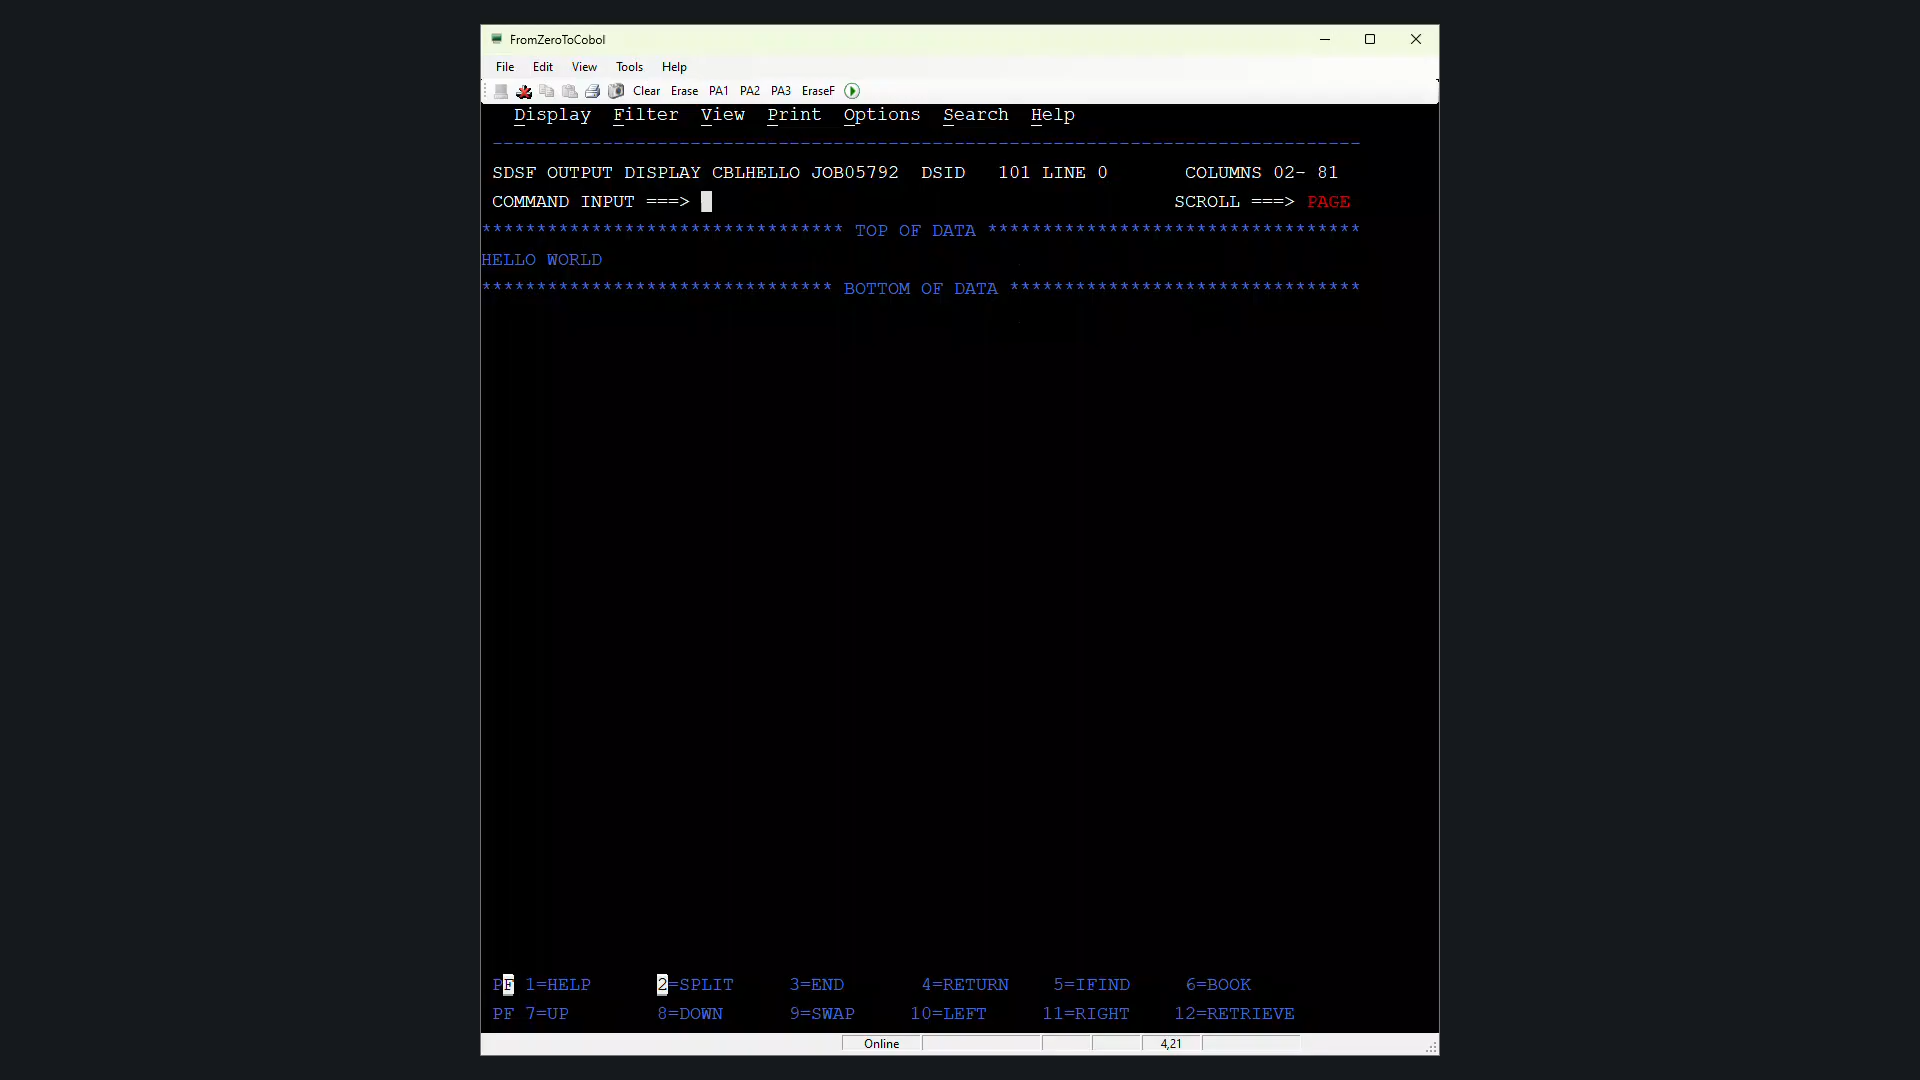 FromZeroToCobol
File Edit View Tools Help
Clear Erase PA1 PA2 PA3 EraseF
Display Filter View Print Options Search Help
-------------------------------------------------------------------------------
SDSF OUTPUT DISPLAY CBLHELLO JOB05792 DSID 101 LINE 0 COLUMNS 02- 81
COMMAND INPUT ===> SCROLL ===> PAGE
********************************* TOP OF DATA **********************************
HELLO WORLD
******************************** BOTTOM OF DATA ********************************
PF 1=HELP 2=SPLIT 3=END 4=RETURN 5=IFIND 6=BOOK
PF 7=UP 8=DOWN 9=SWAP 10=LEFT 11=RIGHT 12=RETRIEVE
Online 4,21